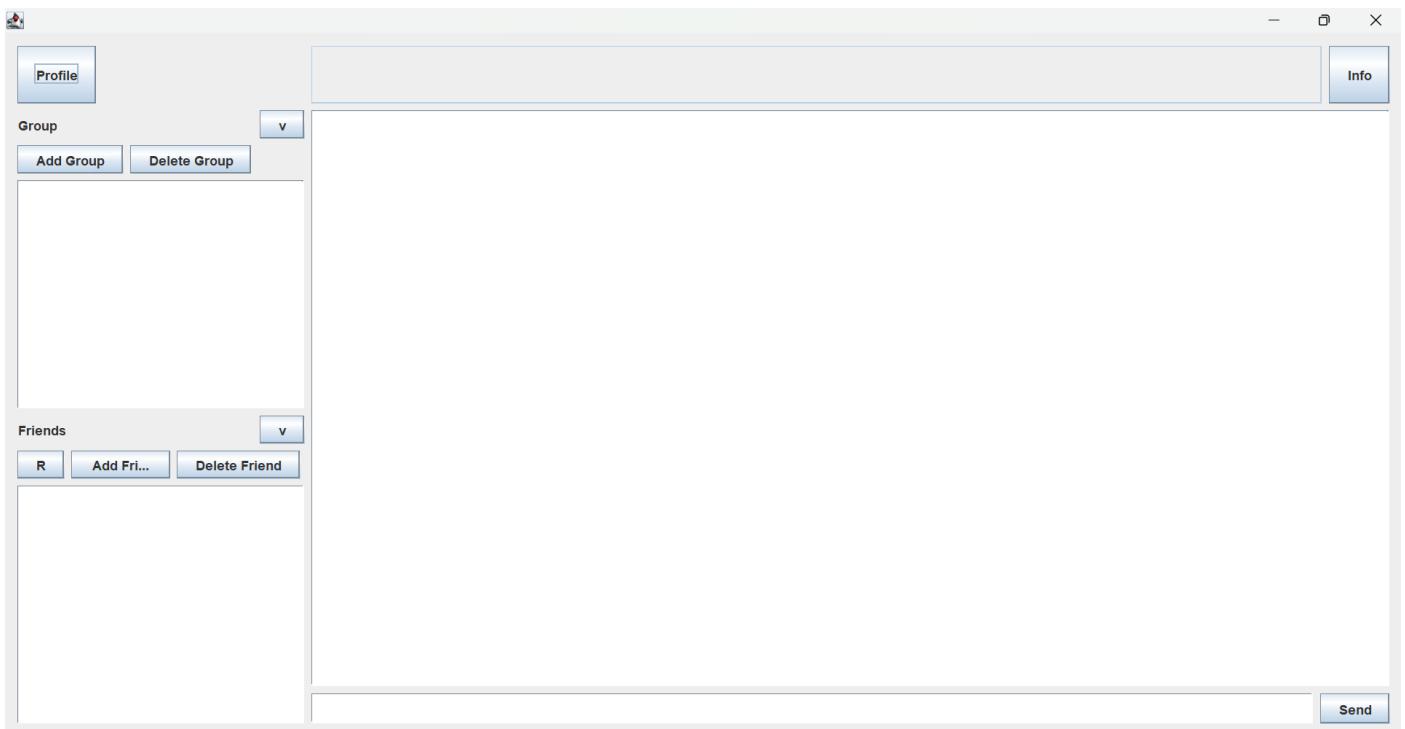 Profile
Info
Group
v
Add Group
Delete Group
Friends
v
R
Add Fri...
Delete Friend
Send